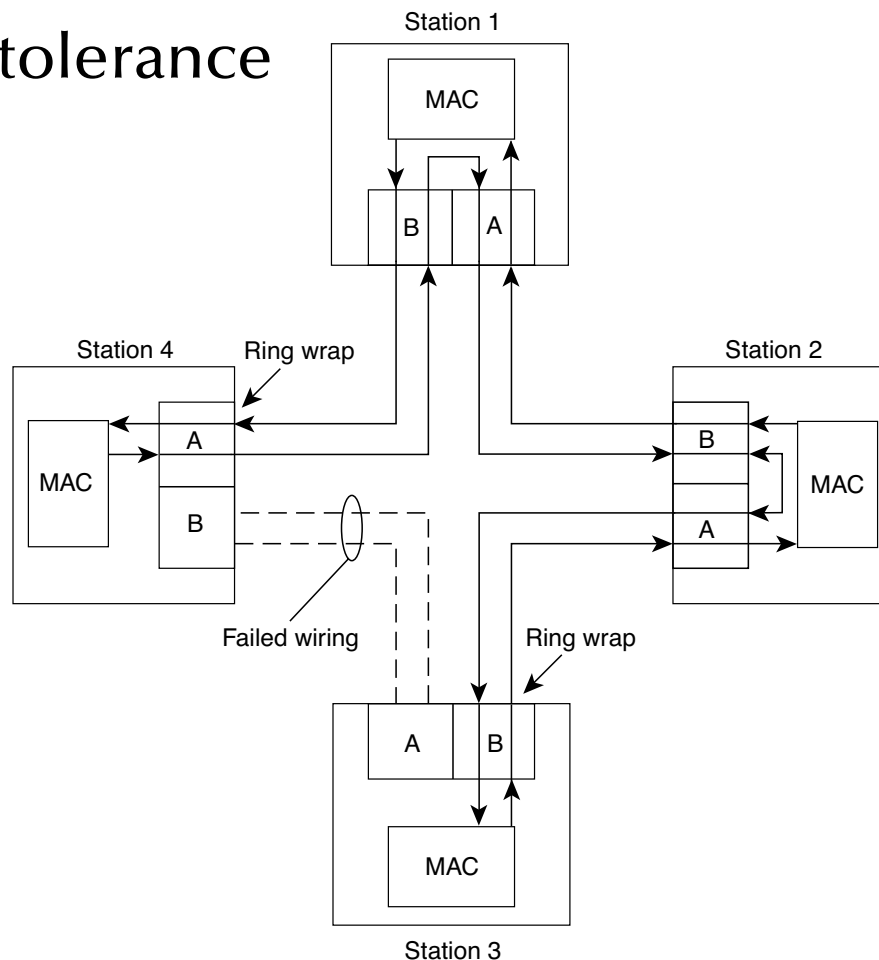 tolerance
Station 1
MAC
B
A
Station 4
Ring wrap
Station 2
A
MAC
B
B
MAC
A
Failed wiring
Ring wrap
A
B
MAC
Station 3